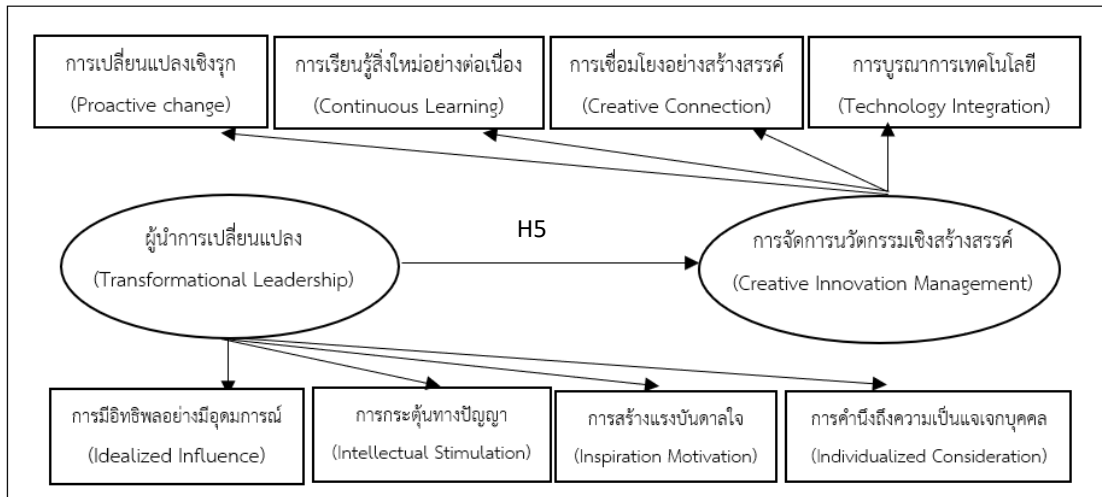 การเปลี่ยนแปลงเชิงรุก
(Proactive change)
การเรียนรู้สิ่งใหม่อย่างต่อเนื่อง
(Continuous Learning)
การเชื่อมโยงอย่างสร้างสรรค์
(Creative Connection)
การบูรณาการเทคโนโลยี
(Technology Integration)
ผู้นำการเปลี่ยนแปลง
(Transformational Leadership)
H5
การจัดการนวัตกรรมเชิงสร้างสรรค์
(Creative Innovation Management)
การมีอิทธิพลอย่างมีอุดมการณ์
(Idealized Influence)
การกระตุ้นทางปัญญา
(Intellectual Stimulation)
การสร้างแรงบันดาลใจ
(Inspiration Motivation)
การคำนึงถึงความเป็นแจเจกบุคคล
(Individualized Consideration)